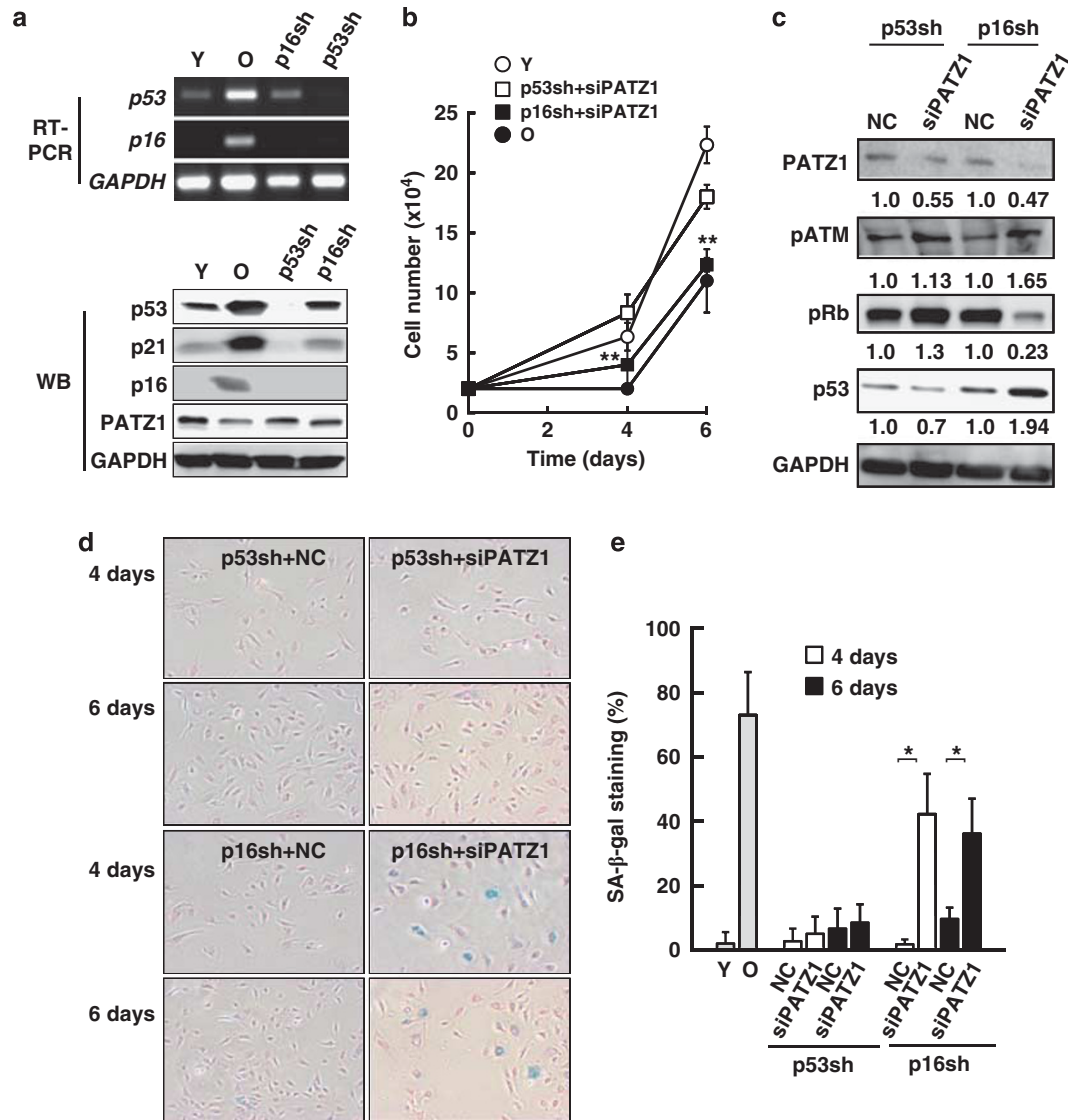 a
Y
O
p16sh
p53sh
RT-
PCR
p53
p16
GAPDH
Y
O
p53sh
p16sh
WB
p53
p21
p16
PATZ1
GAPDH
b
Y
p53sh+siPATZ1
p16sh+siPATZ1
O
Cell number (x10⁴)
25
20
15
10
5
0
**
**
0
2
4
6
Time (days)
c
p53sh
p16sh
NC
siPATZ1
NC
siPATZ1
PATZ1
1.0 0.55 1.0 0.47
pATM
1.0 1.13 1.0 1.65
pRb
1.0 1.3 1.0 0.23
p53
1.0 0.7 1.0 1.94
GAPDH
d
4 days
p53sh+NC
p53sh+siPATZ1
6 days
4 days
p16sh+NC
p16sh+siPATZ1
6 days
e
SA-β-gal staining (%)
100
80
60
40
20
0
4 days
6 days
*
*
Y
O
NC
siPATZ1
NC
siPATZ1
NC
siPATZ1
NC
siPATZ1
p53sh
p16sh